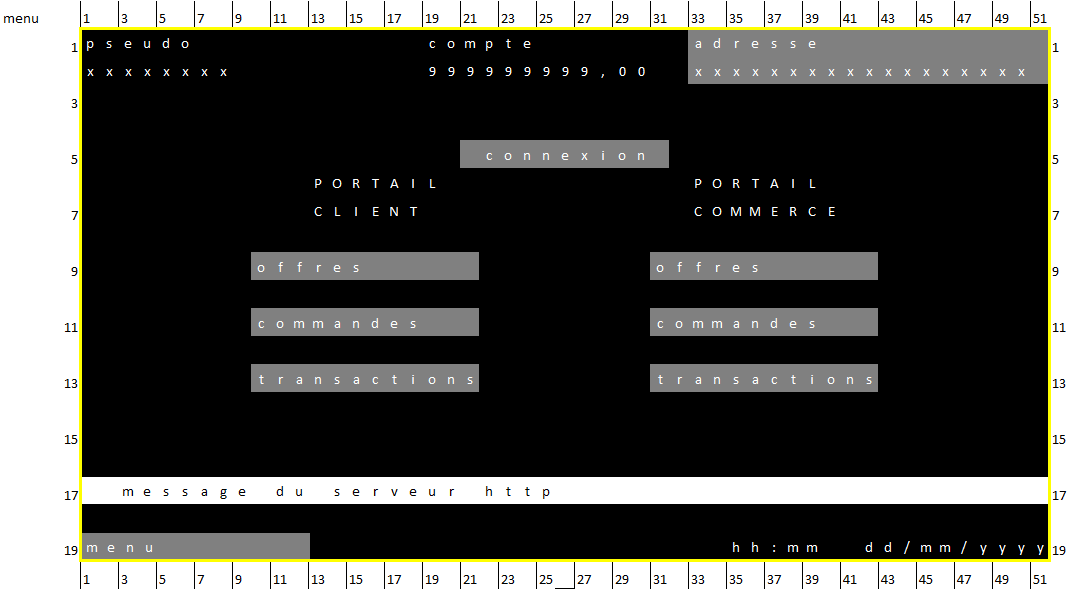 menu 1 3 5 7 9 11 13 15 17 19 21 23 25 27 29 31 33 35 37 39 41 43 45 47 49 51
1 pseudo compte adresse 1
xxxxxxxx 999999999,00 xxxxxxxxxxxxxxxxxx
3 3
5 connexion 5
PORTAIL PORTAIL
7 CLIENT COMMERCE 7
9 offres offres 9
11 commandes commandes 11
13 transactions transactions 13
15 15
17 message du serveur http 17
19 menu hh:mm dd/mm/yyyy 19
1 3 5 7 9 11 13 15 17 19 21 23 25 27 29 31 33 35 37 39 41 43 45 47 49 51